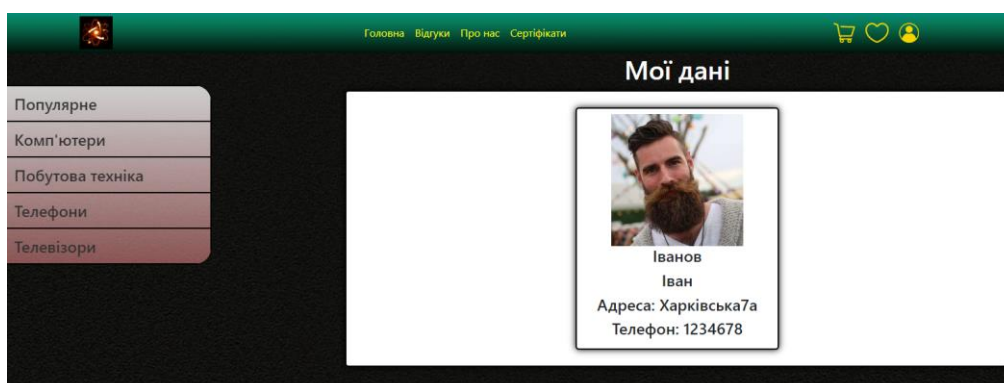 Головна Відгуки Про нас Сертіфікати
Мої дані
Популярне
Комп'ютери
Побутова техніка
Телефони
Телевізори
Іванов
Іван
Адреса: Харківська7а
Телефон: 1234678